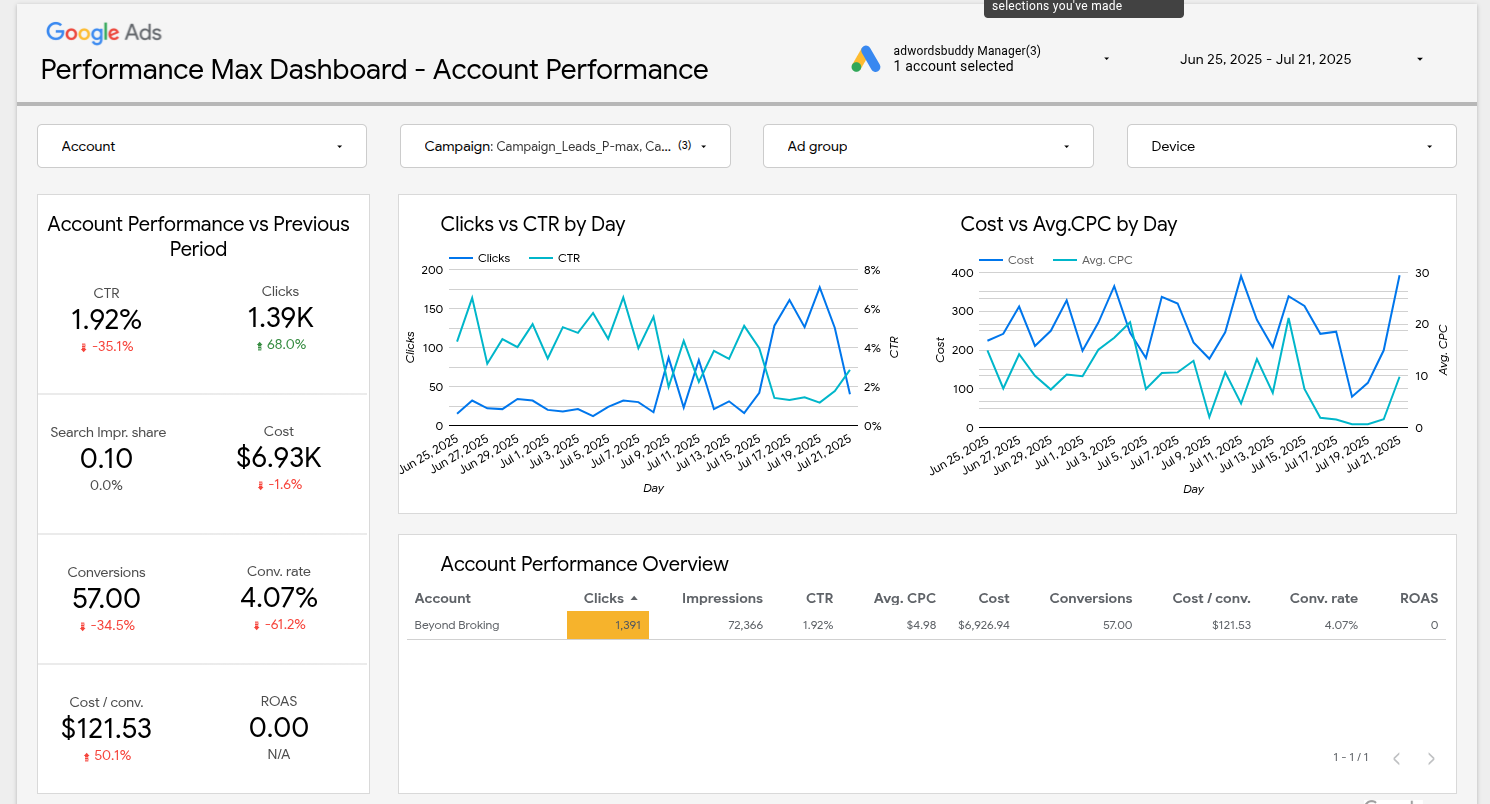 selections you've made
Google Ads
Performance Max Dashboard - Account Performance
adwordsbuddy Manager(3)
1 account selected
Jun 25, 2025 - Jul 21, 2025
Account
Campaign: Campaign_Leads_P-max, Ca... (3)
Ad group
Device
Account Performance vs Previous
Period
CTR
1.92%
-35.1%
Clicks
1.39K
68.0%
Search Impr. share
0.10
0.0%
Cost
$6.93K
-1.6%
Conversions
57.00
-34.5%
Conv. rate
4.07%
-61.2%
Cost / conv.
$121.53
50.1%
ROAS
0.00
N/A
Clicks vs CTR by Day
Clicks CTR
200
150
100
50
0
Clicks
8%
6%
4%
2%
0%
CTR
Jun 25, 2025
Jun 27, 2025
Jun 29, 2025
Jul 1, 2025
Jul 3, 2025
Jul 5, 2025
Jul 7, 2025
Jul 9, 2025
Jul 11, 2025
Jul 13, 2025
Jul 15, 2025
Jul 17, 2025
Jul 19, 2025
Jul 21, 2025
Day
Cost vs Avg.CPC by Day
Cost Avg. CPC
400
300
200
100
0
Cost
30
20
10
0
Avg. CPC
Jun 25, 2025
Jun 27, 2025
Jun 29, 2025
Jul 1, 2025
Jul 3, 2025
Jul 5, 2025
Jul 7, 2025
Jul 9, 2025
Jul 11, 2025
Jul 13, 2025
Jul 15, 2025
Jul 17, 2025
Jul 19, 2025
Jul 21, 2025
Day
Account Performance Overview
Account Clicks Impressions CTR Avg. CPC Cost Conversions Cost / conv. Conv. rate ROAS
Beyond Broking 1,391 72,366 1.92% $4.98 $6,926.94 57.00 $121.53 4.07% 0
1 - 1 / 1